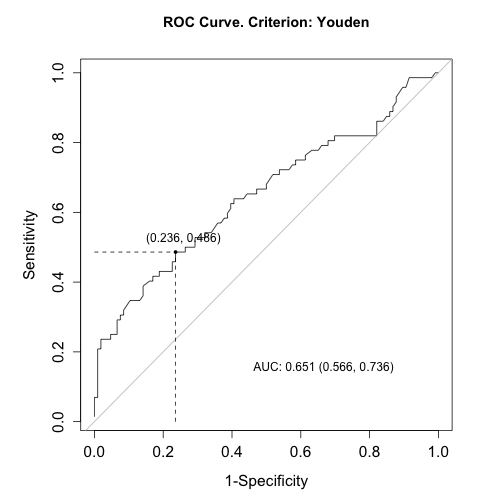 ROC Curve. Criterion: Youden
1.0
0.8
0.6
0.4
0.2
0.0
Sensitivity
(0.236, 0.486)
AUC: 0.651 (0.566, 0.736)
0.0 0.2 0.4 0.6 0.8 1.0
1-Specificity